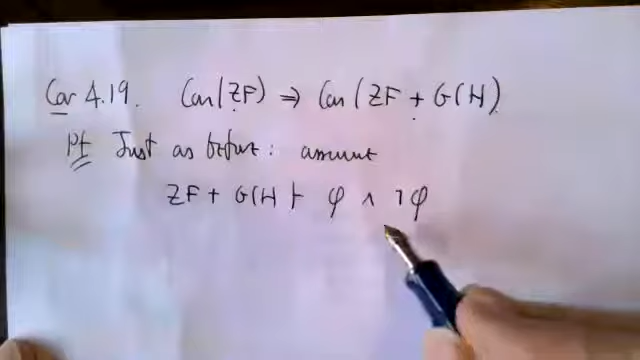 Cor 4.19. Con(ZF) ⇒ Con(ZF + GCH)
Pf Just as before: assume
ZF + GCH ⊢ φ ∧ ¬φ